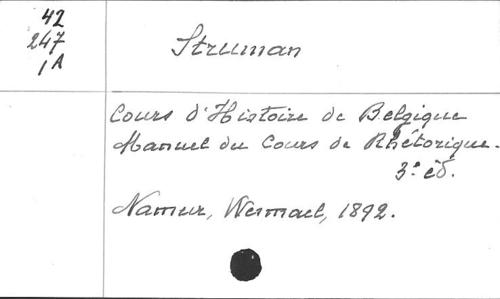 42
247
1A
Struman
Cours d'Histoire de Belgique
Manuel du Cours de Rhétorique.
3e éd.
Namur, Wesmael, 1892.